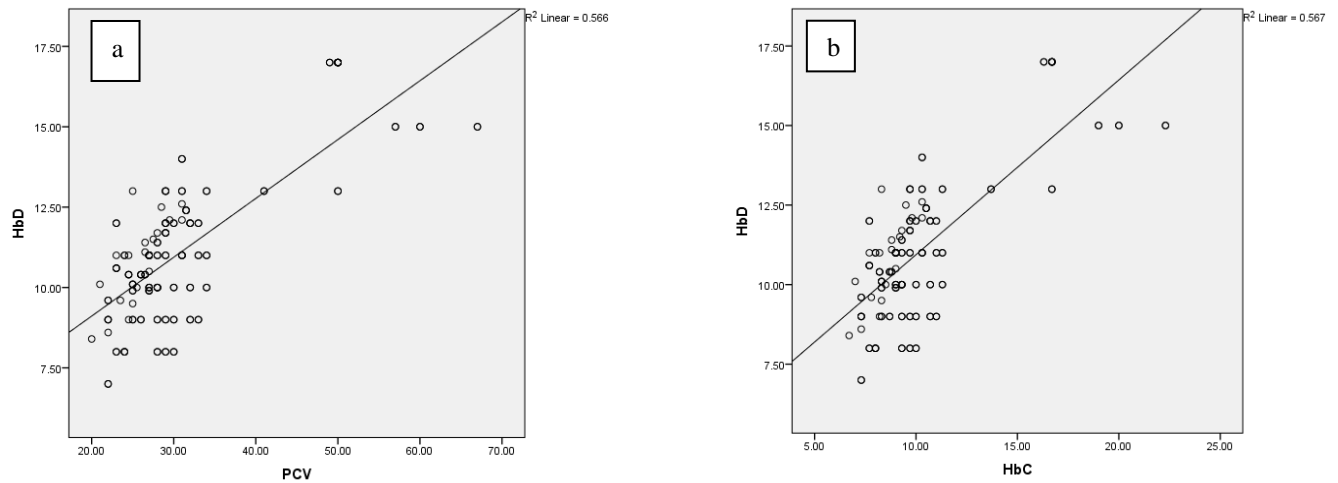 a
R² Linear = 0.566
17.50
15.00
12.50
10.00
7.50
HbD
20.00 30.00 40.00 50.00 60.00 70.00
PCV
b
R² Linear = 0.567
17.50
15.00
12.50
10.00
7.50
HbD
5.00 10.00 15.00 20.00 25.00
HbC